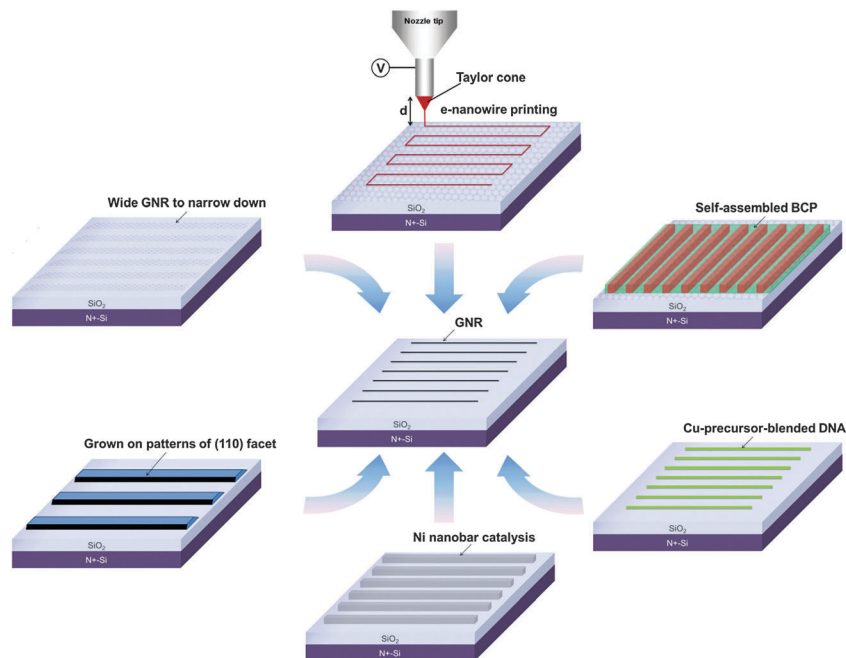 Nozzle tip
V
Taylor cone
d
e-nanowire printing
SiO₂
N+-Si
Wide GNR to narrow down
SiO₂
N+-Si
Self-assembled BCP
SiO₂
N+-Si
GNR
SiO₂
N+-Si
Grown on patterns of (110) facet
SiO₂
N+-Si
Cu-precursor-blended DNA
SiO₂
N+-Si
Ni nanobar catalysis
SiO₂
N+-Si